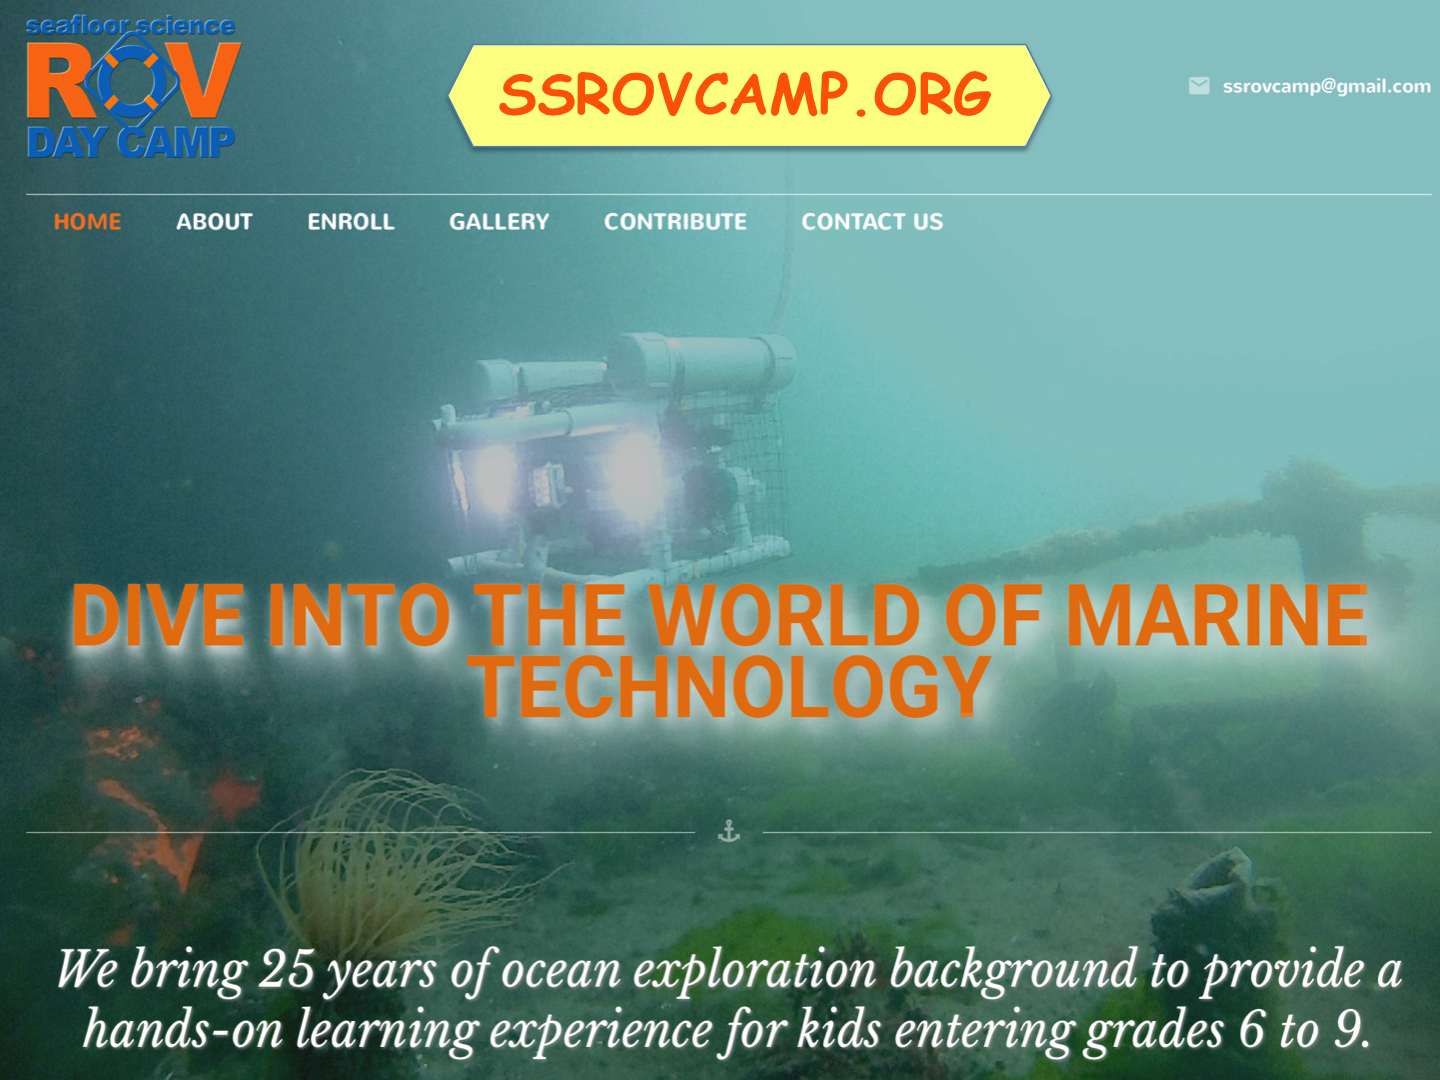 seafloor science
ROV
DAY CAMP
SSROVCAMP.ORG
ssrovcamp@gmail.com
HOME ABOUT ENROLL GALLERY CONTRIBUTE CONTACT US
DIVE INTO THE WORLD OF MARINE
TECHNOLOGY
We bring 25 years of ocean exploration background to provide a
hands-on learning experience for kids entering grades 6 to 9.